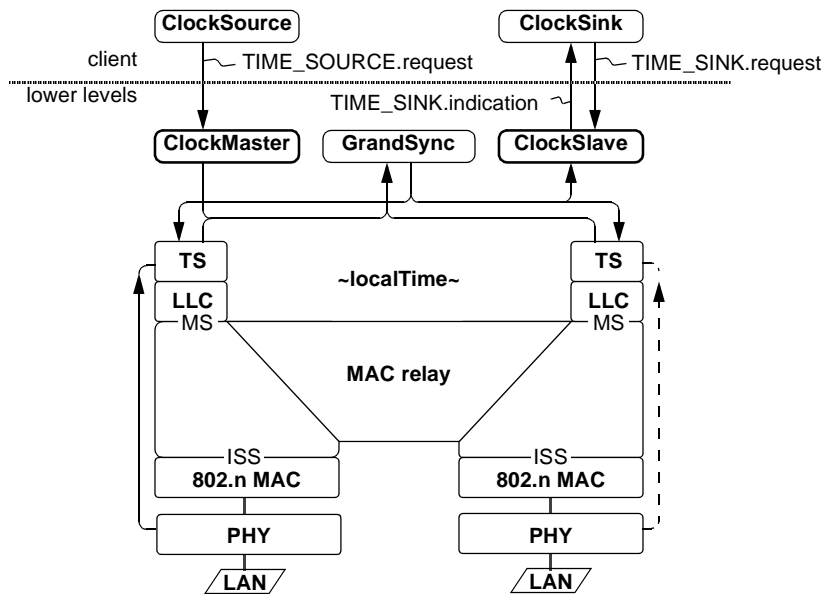 ClockSource ClockSink
client TIME_SOURCE.request TIME_SINK.request
lower levels TIME_SINK.indication
ClockMaster GrandSync ClockSlave
TS TS
~localTime~
LLC LLC
MS MS
MAC relay
ISS ISS
802.n MAC 802.n MAC
PHY PHY
LAN LAN